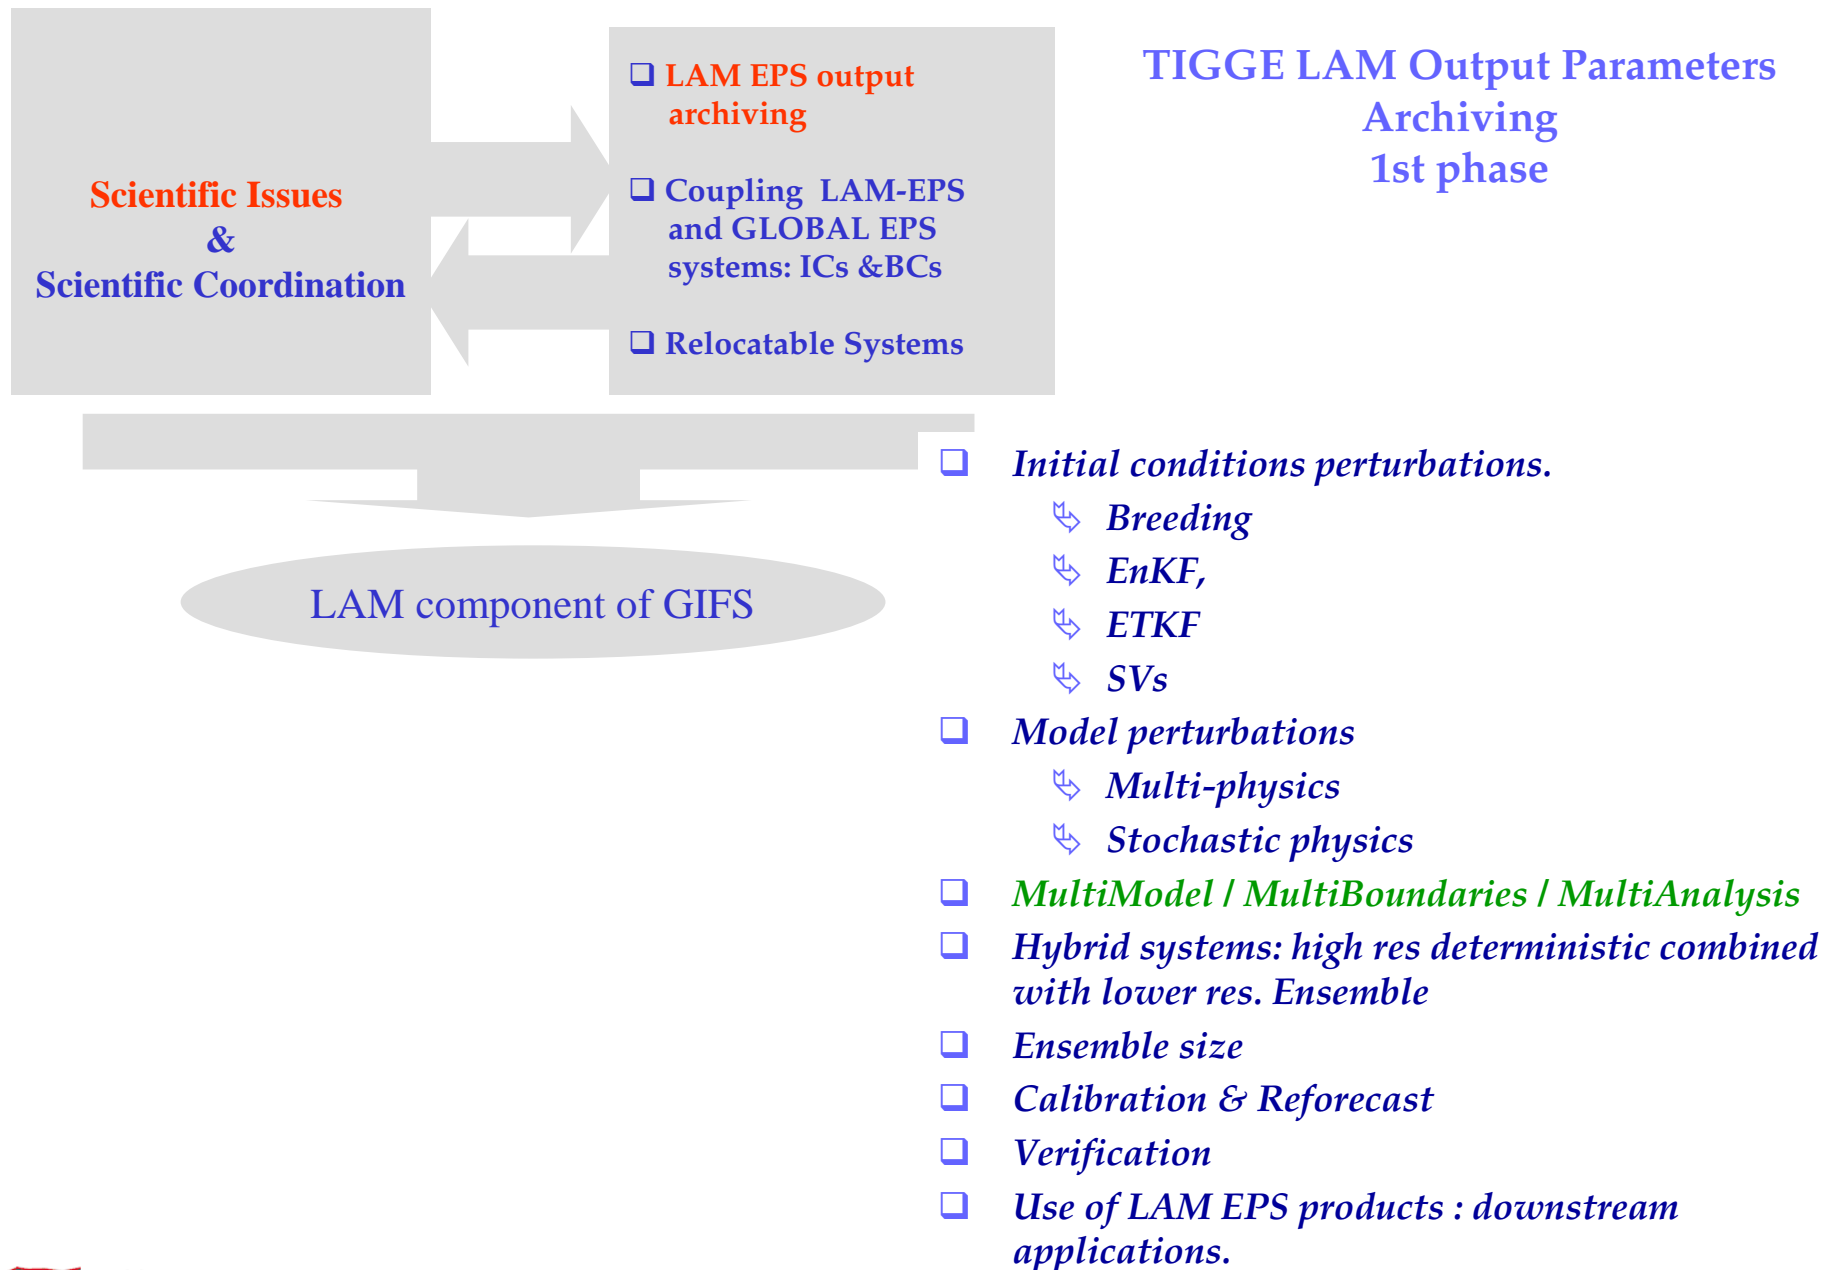 Scientific Issues
&
Scientific Coordination
LAM EPS output
archiving
Coupling LAM-EPS
and GLOBAL EPS
systems: ICs &BCs
Relocatable Systems
TIGGE LAM Output Parameters
Archiving
1st phase
LAM component of GIFS
Initial conditions perturbations.
Breeding
EnKF,
ETKF
SVs
Model perturbations
Multi-physics
Stochastic physics
MultiModel / MultiBoundaries / MultiAnalysis
Hybrid systems: high res deterministic combined
with lower res. Ensemble
Ensemble size
Calibration & Reforecast
Verification
Use of LAM EPS products : downstream
applications.